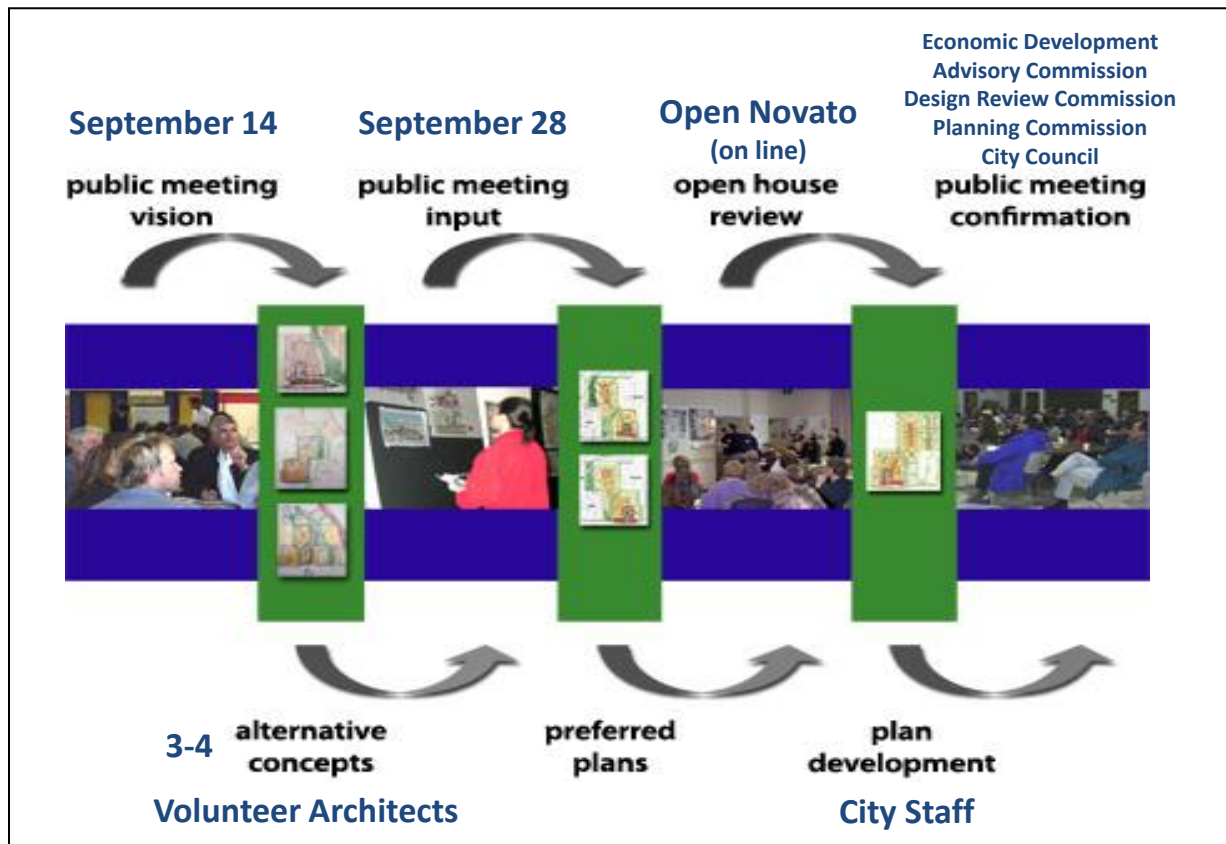 September 14
public meeting
vision
September 28
public meeting
input
Open Novato
(on line)
open house
review
Economic Development
Advisory Commission
Design Review Commission
Planning Commission
City Council
public meeting
confirmation
3-4 alternative
concepts
Volunteer Architects
preferred
plans
plan
development
City Staff